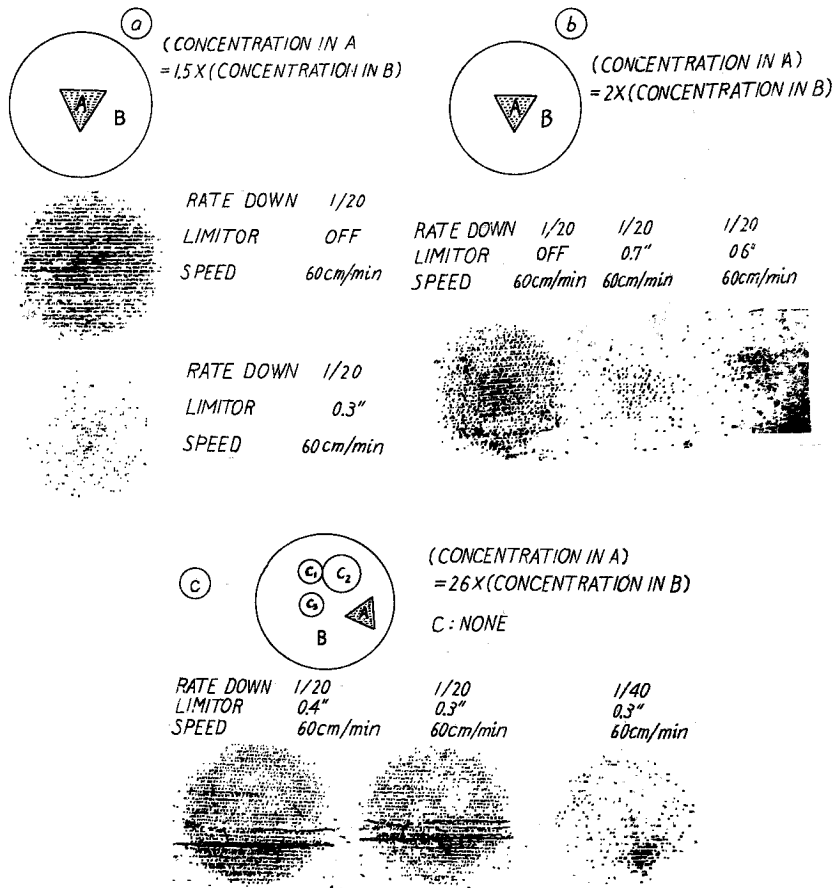 a
(CONCENTRATION IN A
=1.5X(CONCENTRATION IN B)
A
B
RATE DOWN 1/20
LIMITOR OFF
SPEED 60cm/min
RATE DOWN 1/20
LIMITOR 0.3"
SPEED 60cm/min
b
(CONCENTRATION IN A)
=2X(CONCENTRATION IN B)
A
B
RATE DOWN 1/20 1/20 1/20
LIMITOR OFF 0.7" 06"
SPEED 60cm/min 60cm/min 60cm/min
c
C1 C2
C3
A
B
(CONCENTRATION IN A)
=26X(CONCENTRATION IN B)
C : NONE
RATE DOWN 1/20 1/20 1/40
LIMITOR 0.4" 0.3" 0.3"
SPEED 60cm/min 60cm/min 60cm/min